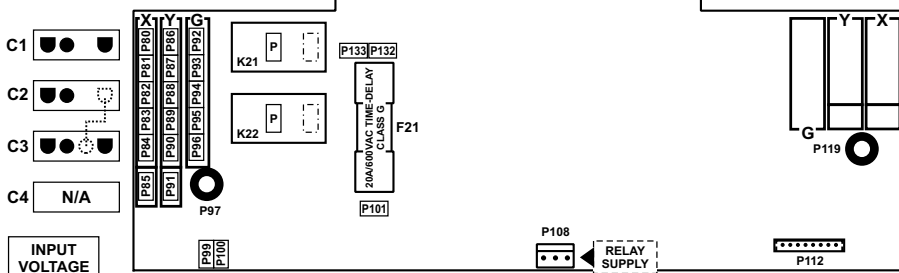 X Y G
Y X
C1
P80 P86 P92
P133 P132
K21 P
P81 P87 P93
C2
P82 P88 P94
20A/600VAC TIME-DELAY
CLASS G
F21
P83 P89 P95
K22 P
C3
P84 P90 P96
G
P119
C4 N/A
P85 P91
P97
P101
P99
P100
P108
INPUT
VOLTAGE
RELAY
SUPPLY
P112